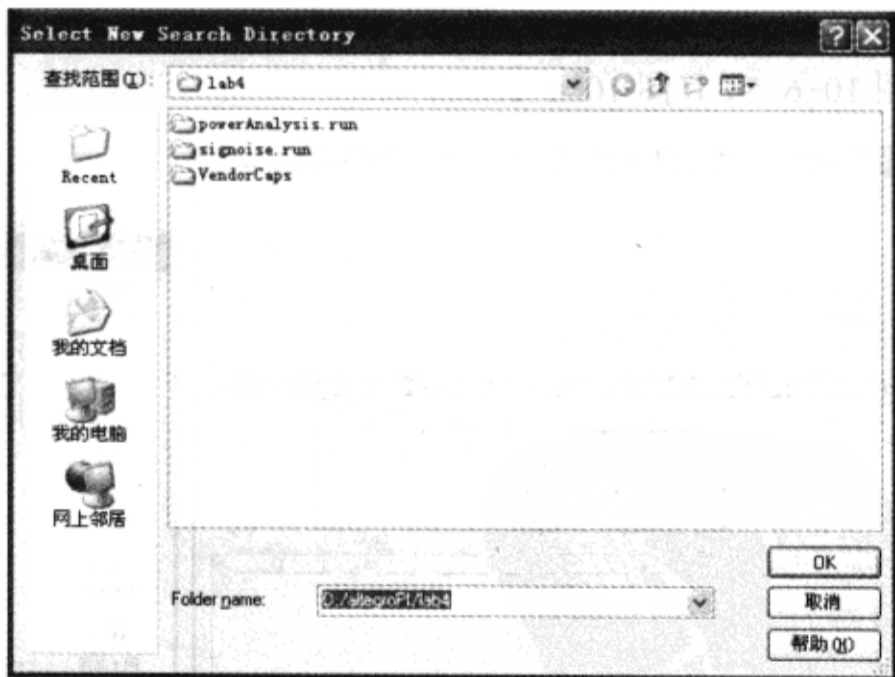 Select New Search Directory
查找范围(I):
lab4
powerAnalysis.run
signoise.run
VendorCaps
Recent
桌面
我的文档
我的电脑
网上邻居
Folder name:
D:/allegroPI/lab4
OK
取消
帮助(H)